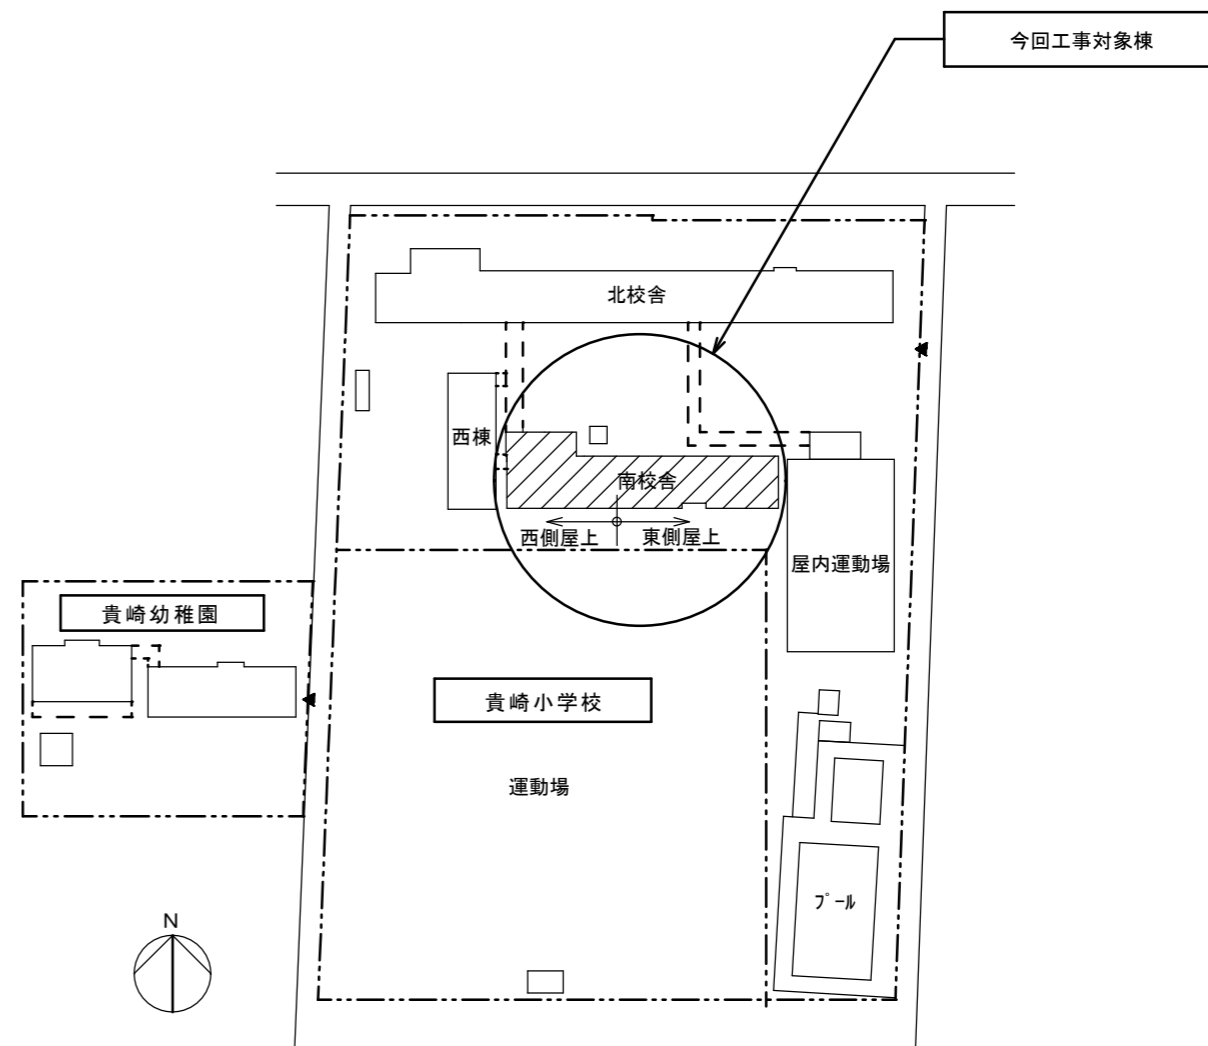 今回工事対象棟
北校舎
西棟
南校舎
西側屋上
東側屋上
屋内運動場
貴崎幼稚園
貴崎小学校
運動場
プール
N